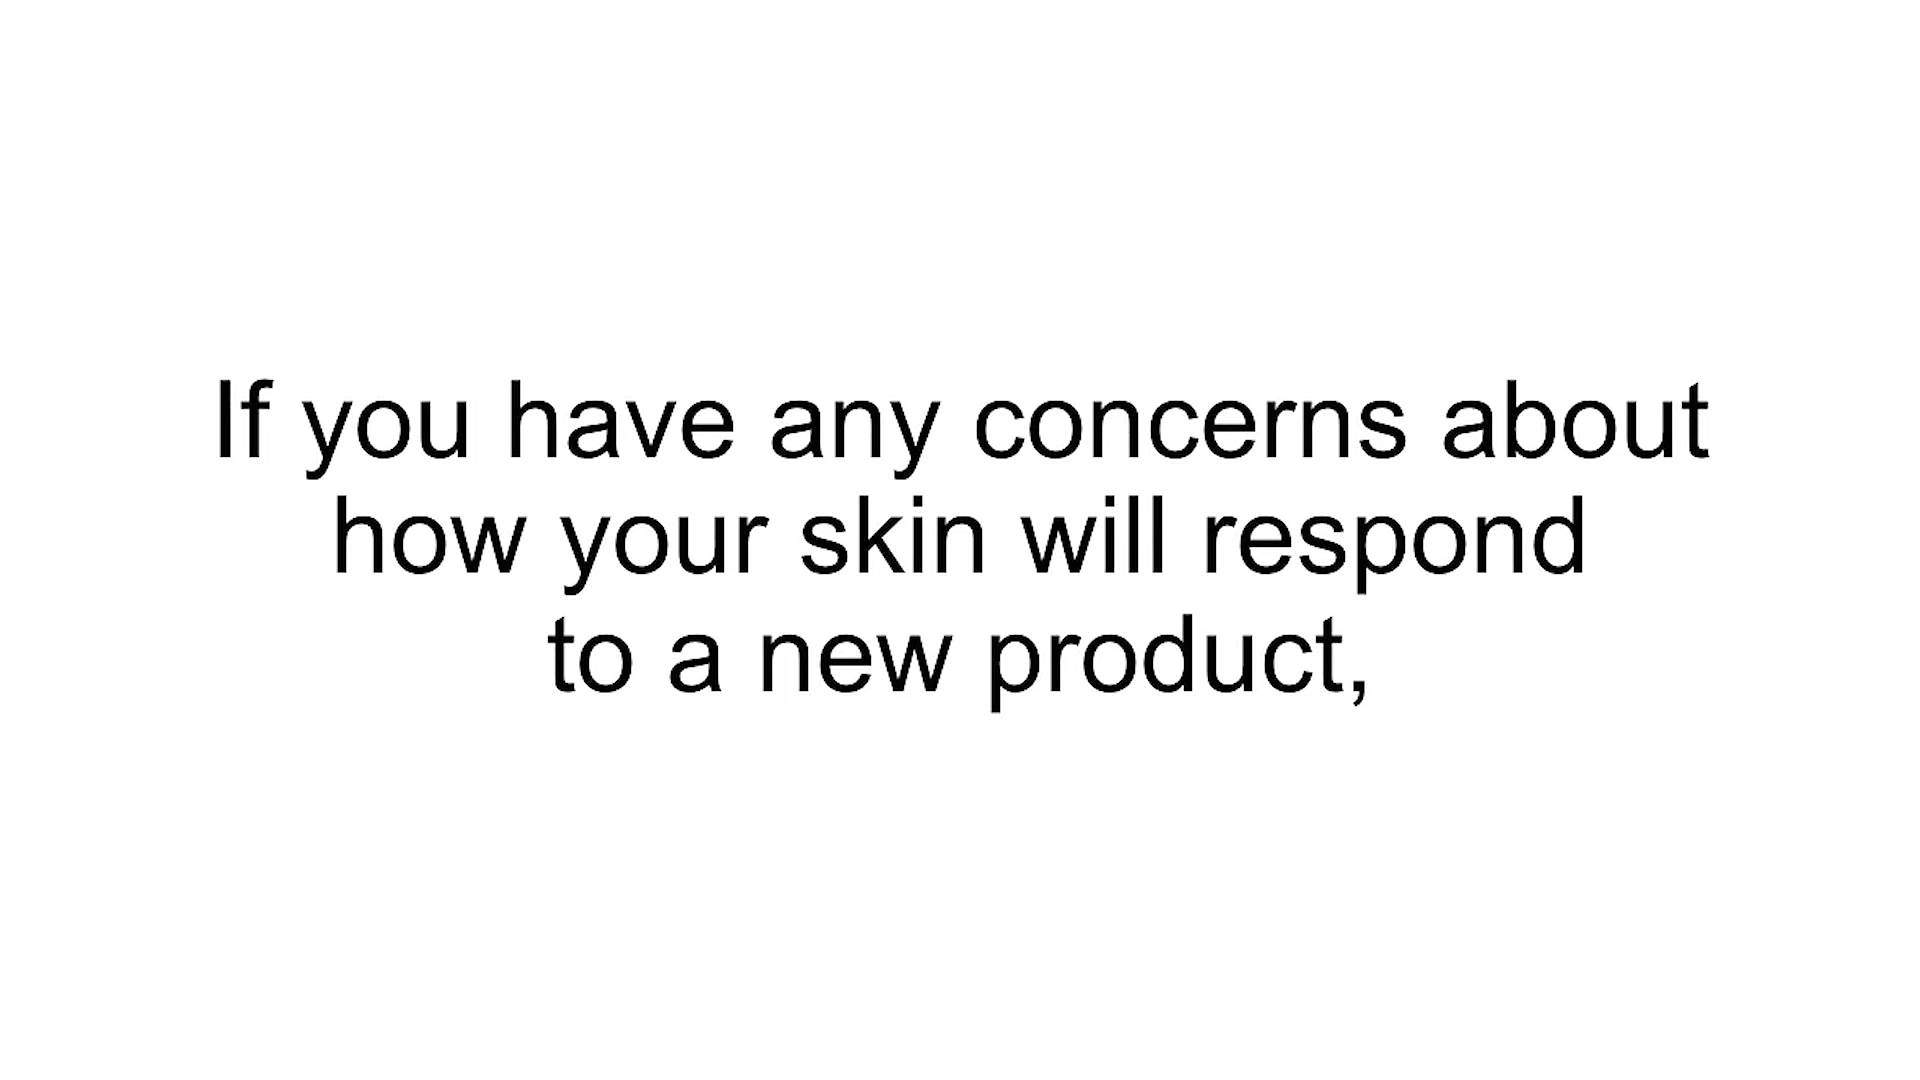 If you have any concerns about
how your skin will respond
to a new product,